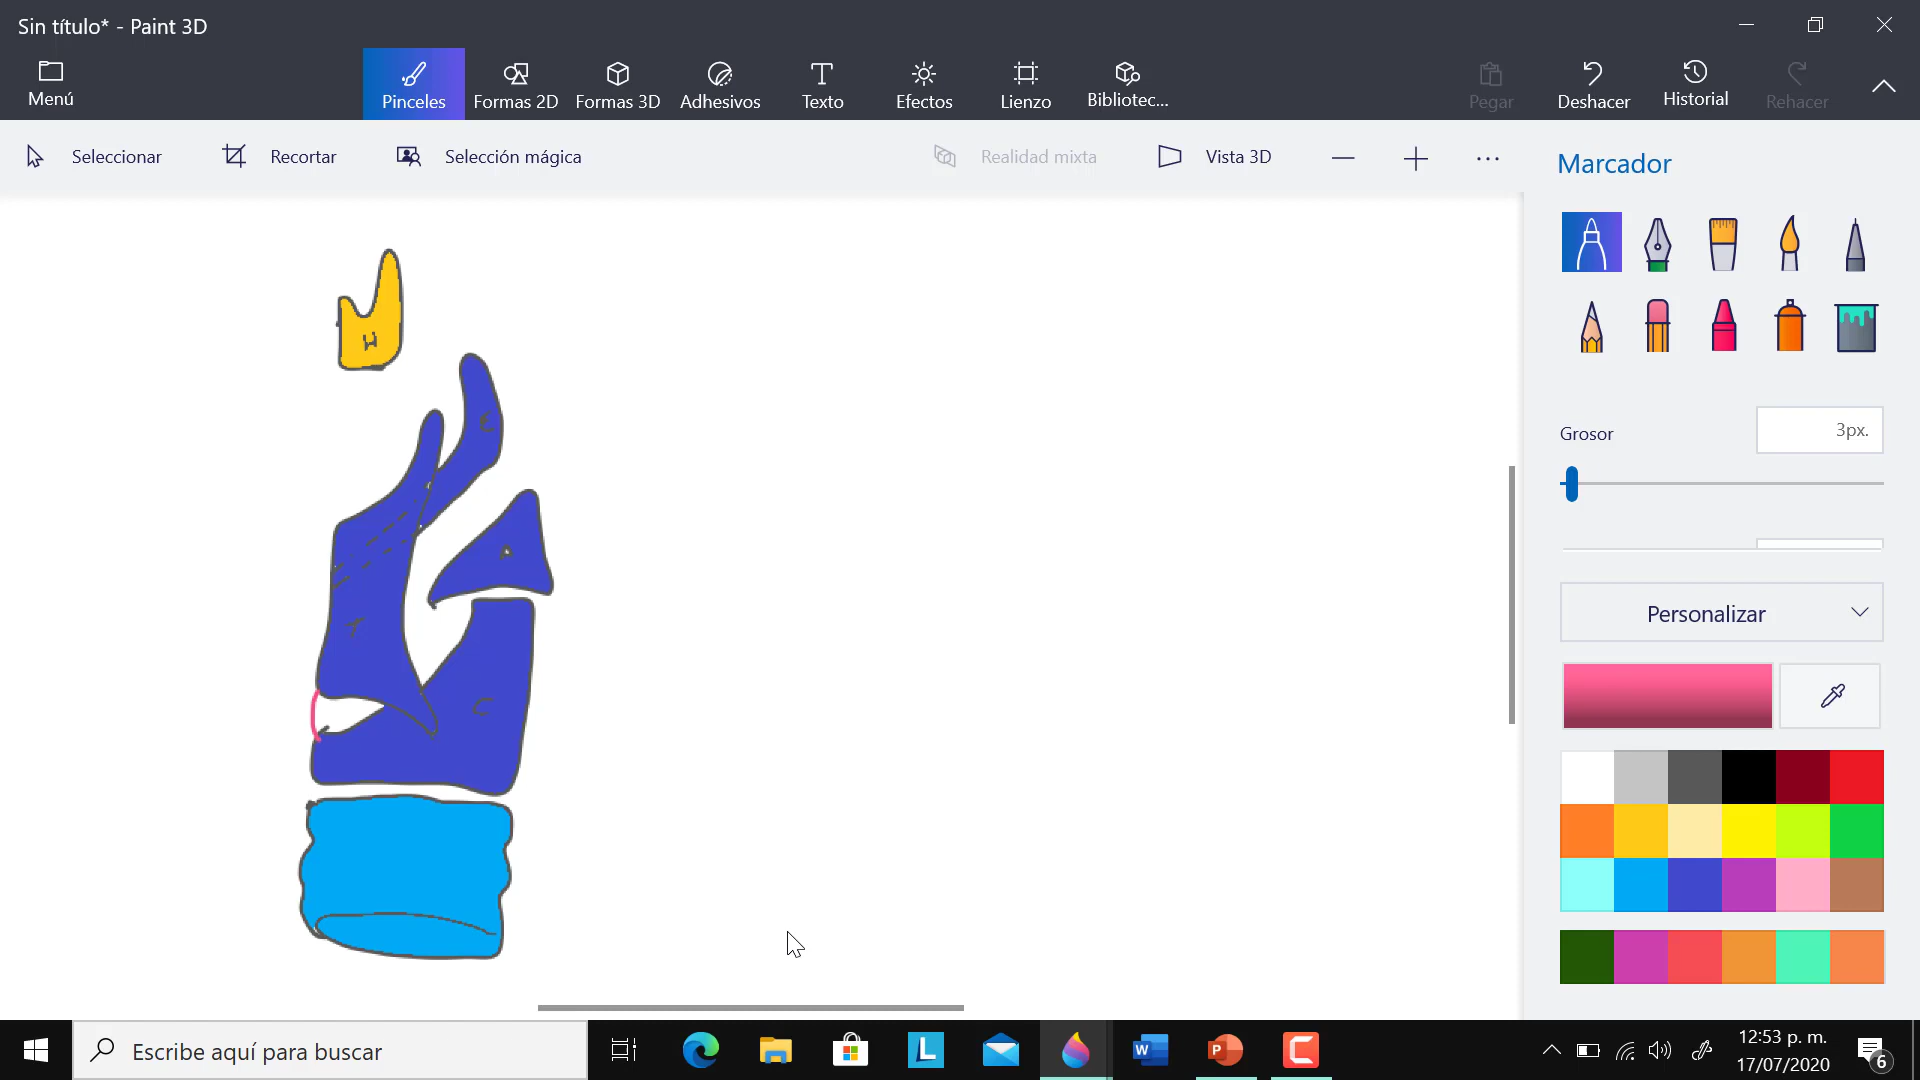 Sin título* - Paint 3D
Menú
Pinceles
Formas 2D
Formas 3D
Adhesivos
Texto
Efectos
Lienzo
Bibliotec...
Pegar
Deshacer
Historial
Rehacer
Seleccionar
Recortar
Selección mágica
Realidad mixta
Vista 3D
Marcador
Grosor
3px.
Personalizar
H
E
A
T
C
Escribe aquí para buscar
12:53 p. m.
17/07/2020
6